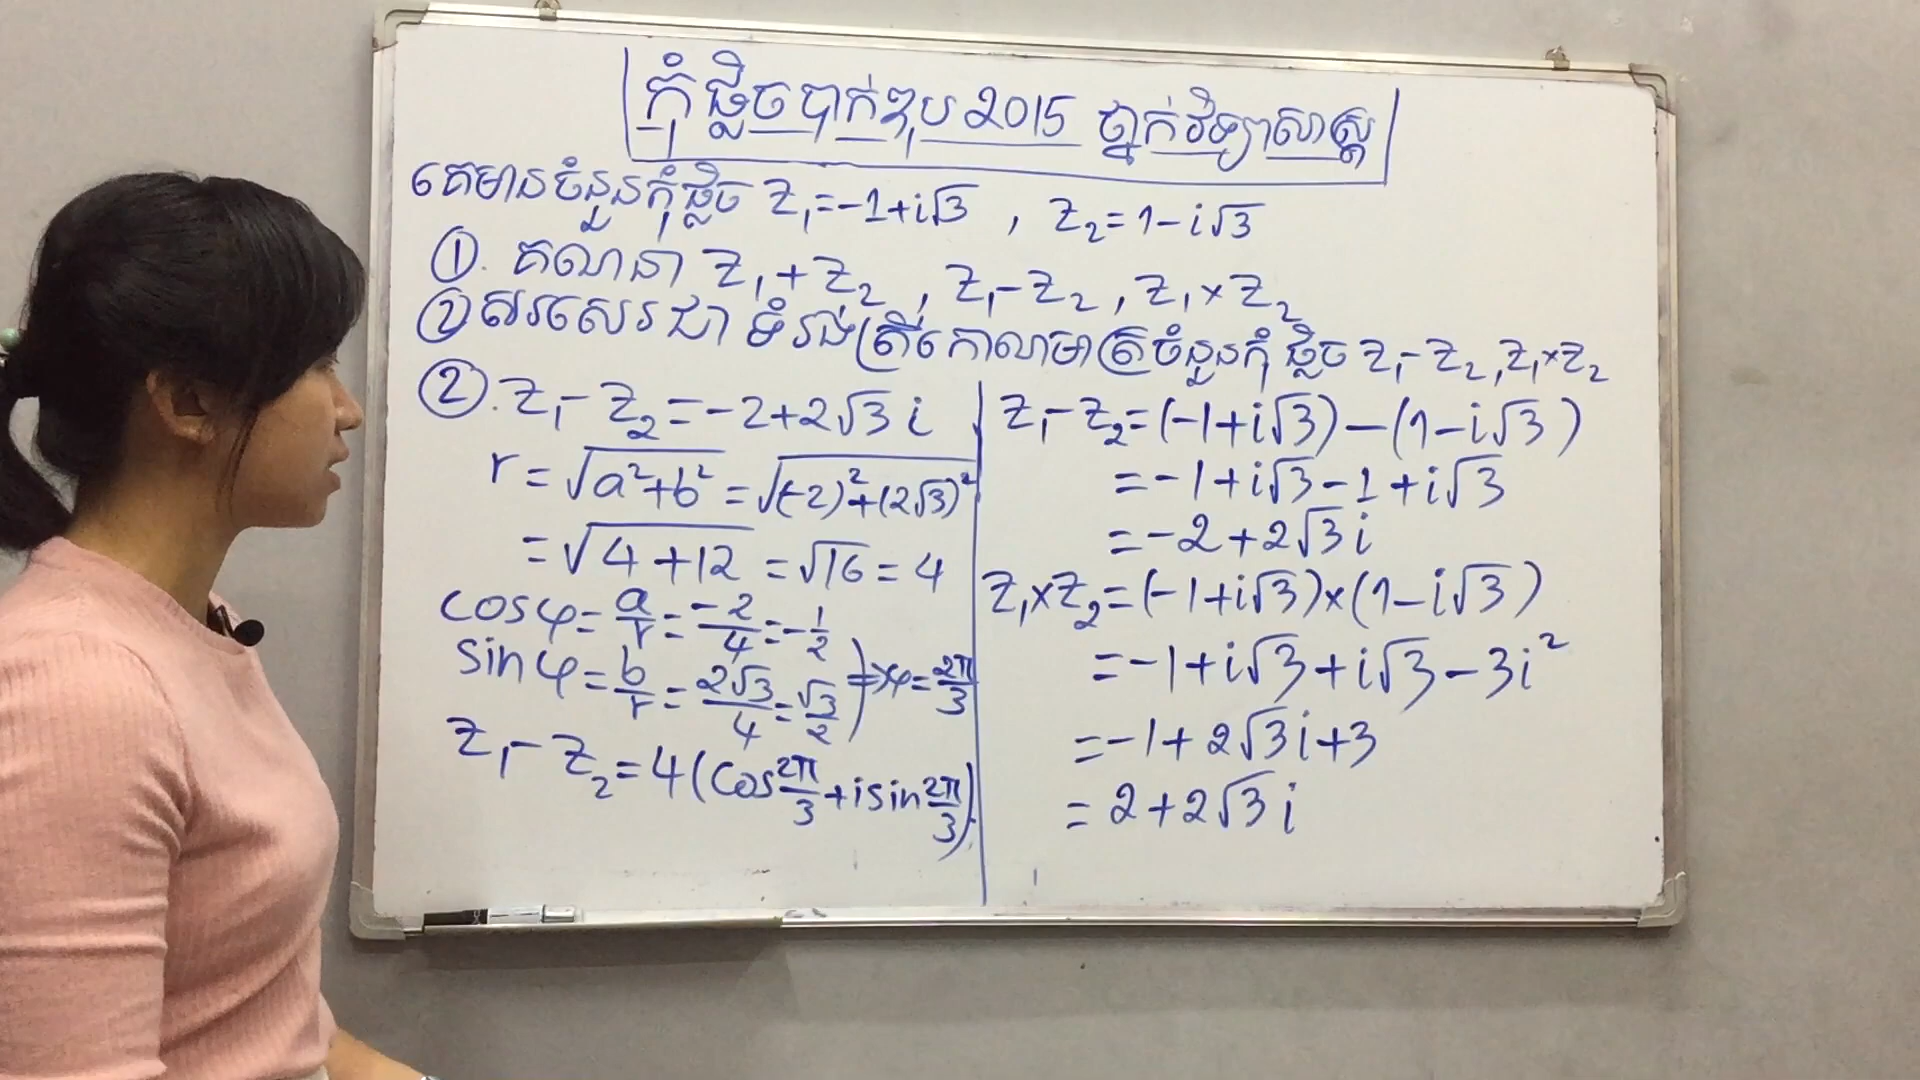 កុំផ្លិចបាក់ឌុប 2015 ថ្នាក់វិទ្យាសាស្ត្រ
គេមានចំនួនកុំផ្លិច Z₁=-1+i√3 , Z₂=1-i√3
①. គណនា Z₁+Z₂ , Z₁-Z₂ , Z₁×Z₂
② សរសេរជា ទំរង់ត្រីកោណមាត្រចំនួនកុំផ្លិច Z₁-Z₂, Z₁×Z₂
②. Z₁-Z₂=-2+2√3 i
r=√(a²+b²)=√((-2)²+(2√3)²)
=√(4+12)=√16=4
cosφ=a/r=-2/4=-1/2
sinφ=b/r=2√3/4=√3/2 ) ⇒φ=2π/3
Z₁-Z₂=4(cos2π/3+isin2π/3).
Z₁-Z₂=(-1+i√3)-(1-i√3)
=-1+i√3-1+i√3
=-2+2√3 i
Z₁×Z₂=(-1+i√3)×(1-i√3)
=-1+i√3+i√3-3i²
=-1+2√3 i+3
=2+2√3 i